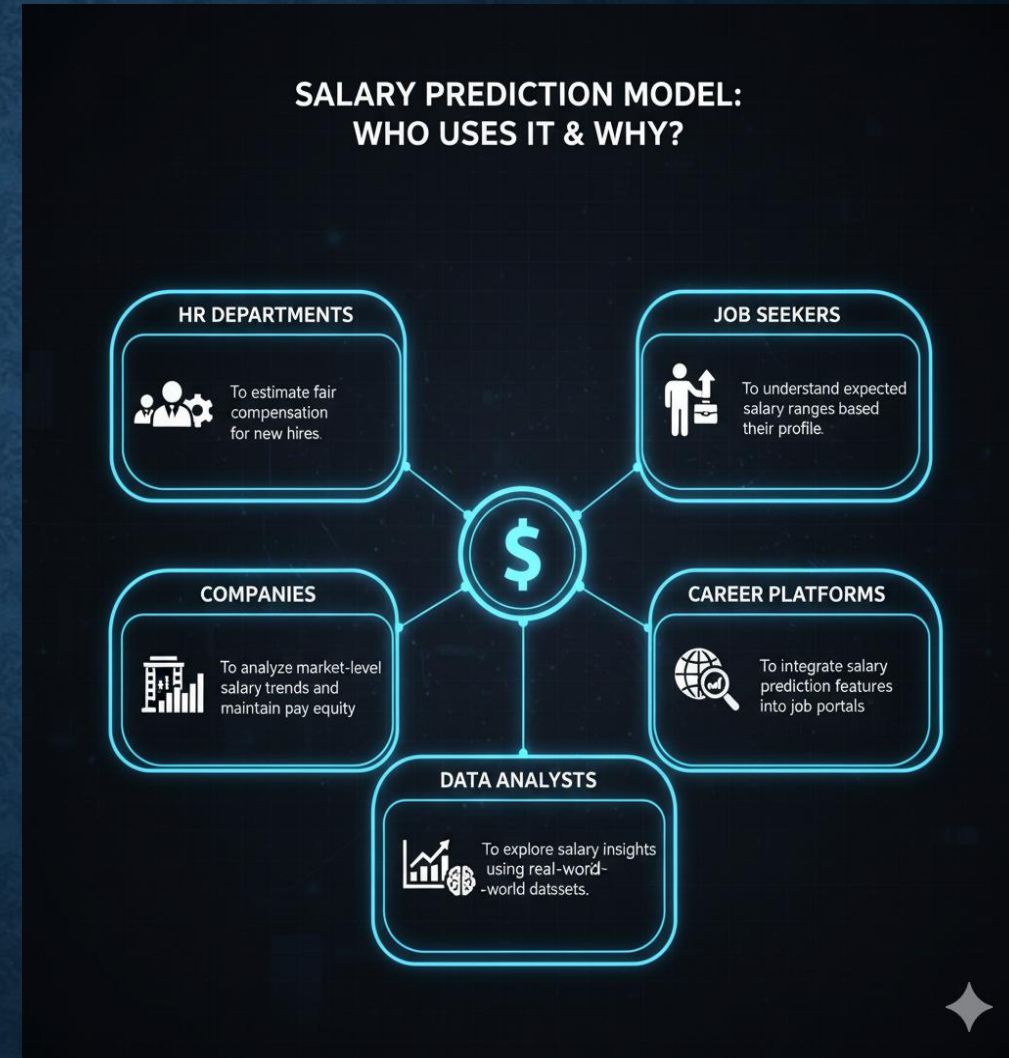 SALARY PREDICTION MODEL:
WHO USES IT & WHY?
HR DEPARTMENTS
To estimate fair
compensation
for new hires.
JOB SEEKERS
To understand expected
salary ranges based
their profile.
$
COMPANIES
To analyze market-level
salary trends and
maintain pay equity
CAREER PLATFORMS
To integrate salary
prediction features
into job portals
DATA ANALYSTS
To explore salary insights
using real-word-
-world datssets.